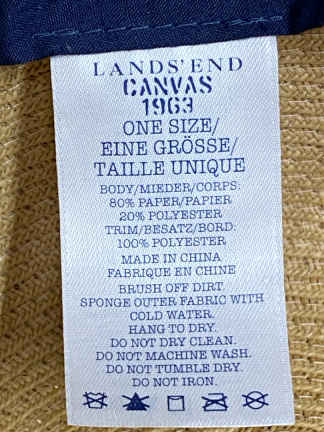 LANDS' END
CANVAS
1963
ONE SIZE/
EINE GRÖSSE/
TAILLE UNIQUE
BODY/MIEDER/CORPS:
80% PAPER/PAPIER
20% POLYESTER
TRIM/BESATZ/BORD:
100% POLYESTER
MADE IN CHINA
FABRIQUE EN CHINE
BRUSH OFF DIRT.
SPONGE OUTER FABRIC WITH
COLD WATER.
HANG TO DRY.
DO NOT DRY CLEAN.
DO NOT MACHINE WASH.
DO NOT TUMBLE DRY.
DO NOT IRON.